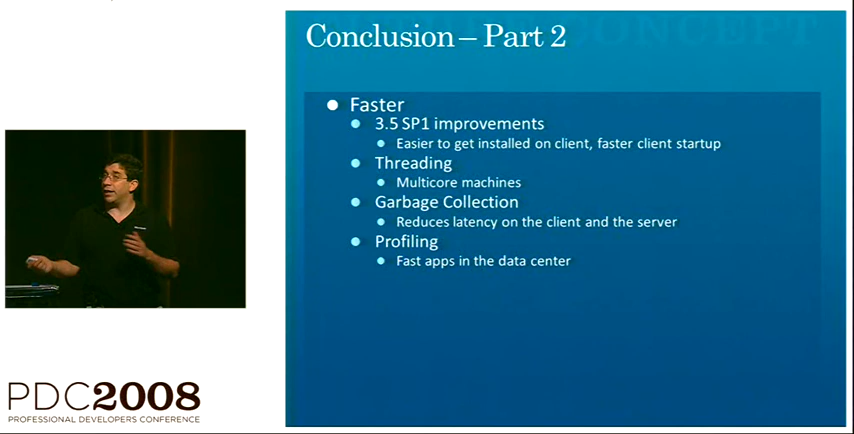 Conclusion – Part 2
Faster
3.5 SP1 improvements
Easier to get installed on client, faster client startup
Threading
Multicore machines
Garbage Collection
Reduces latency on the client and the server
Profiling
Fast apps in the data center
PDC2008
PROFESSIONAL DEVELOPERS CONFERENCE